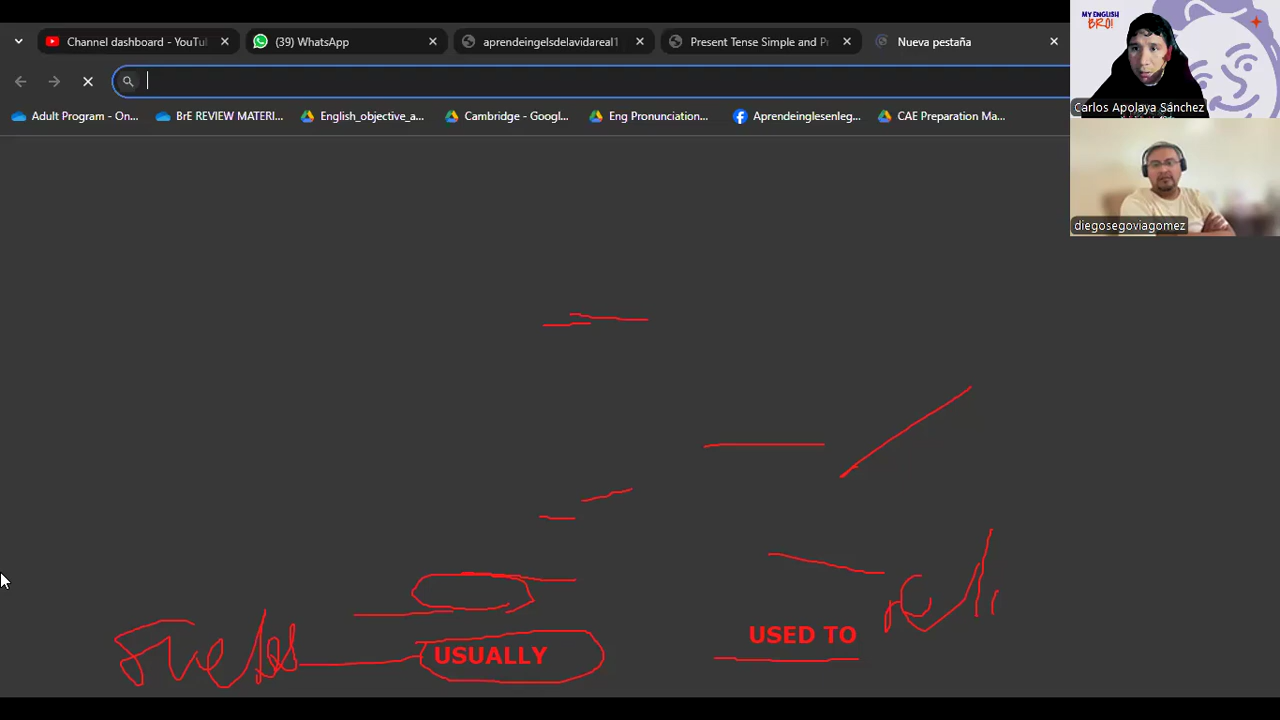 Channel dashboard - YouTu
(39) WhatsApp
aprendeingelsdelavidareal1
Present Tense Simple and P
Nueva pestaña
Adult Program - On...
BrE REVIEW MATERI...
English_objective_a...
Cambridge - Googl...
Eng Pronunciation...
Aprendeinglesenleg...
CAE Preparation Ma...
MY ENGLISH
BRO!
Carlos Apolaya Sánchez
diegosegoviagomez
USED TO
USUALLY